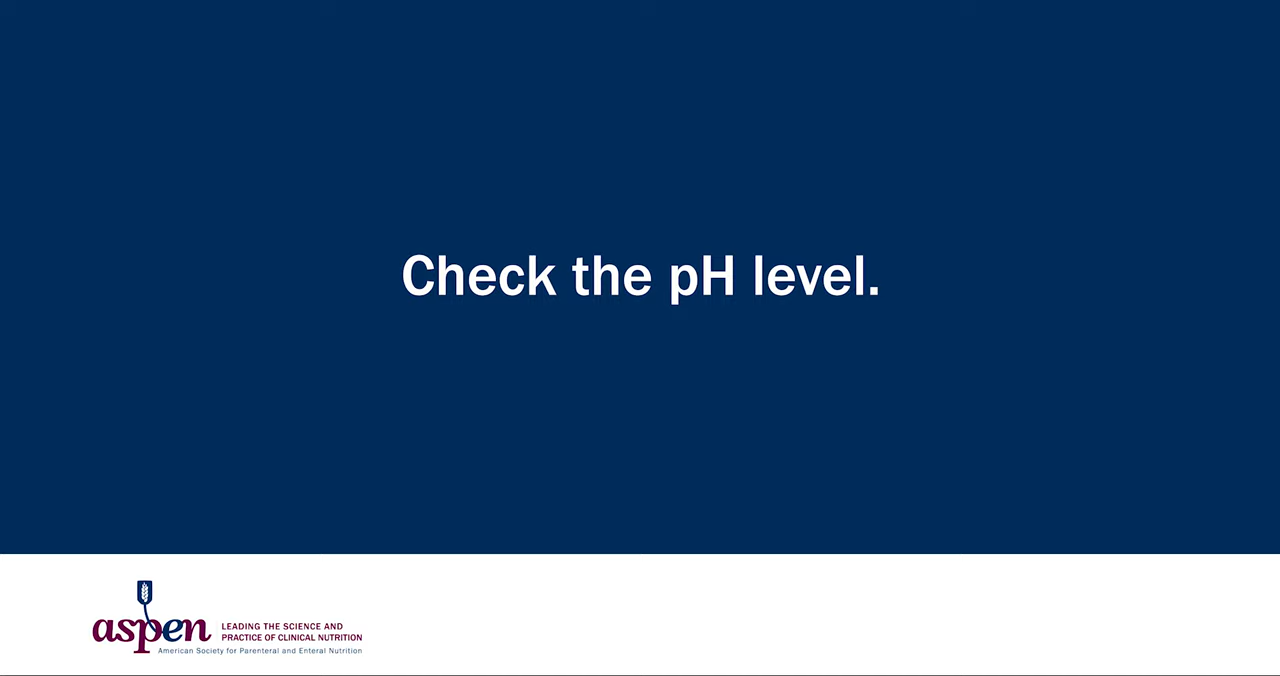 Check the pH level.
aspen
LEADING THE SCIENCE AND
PRACTICE OF CLINICAL NUTRITION
American Society for Parenteral and Enteral Nutrition